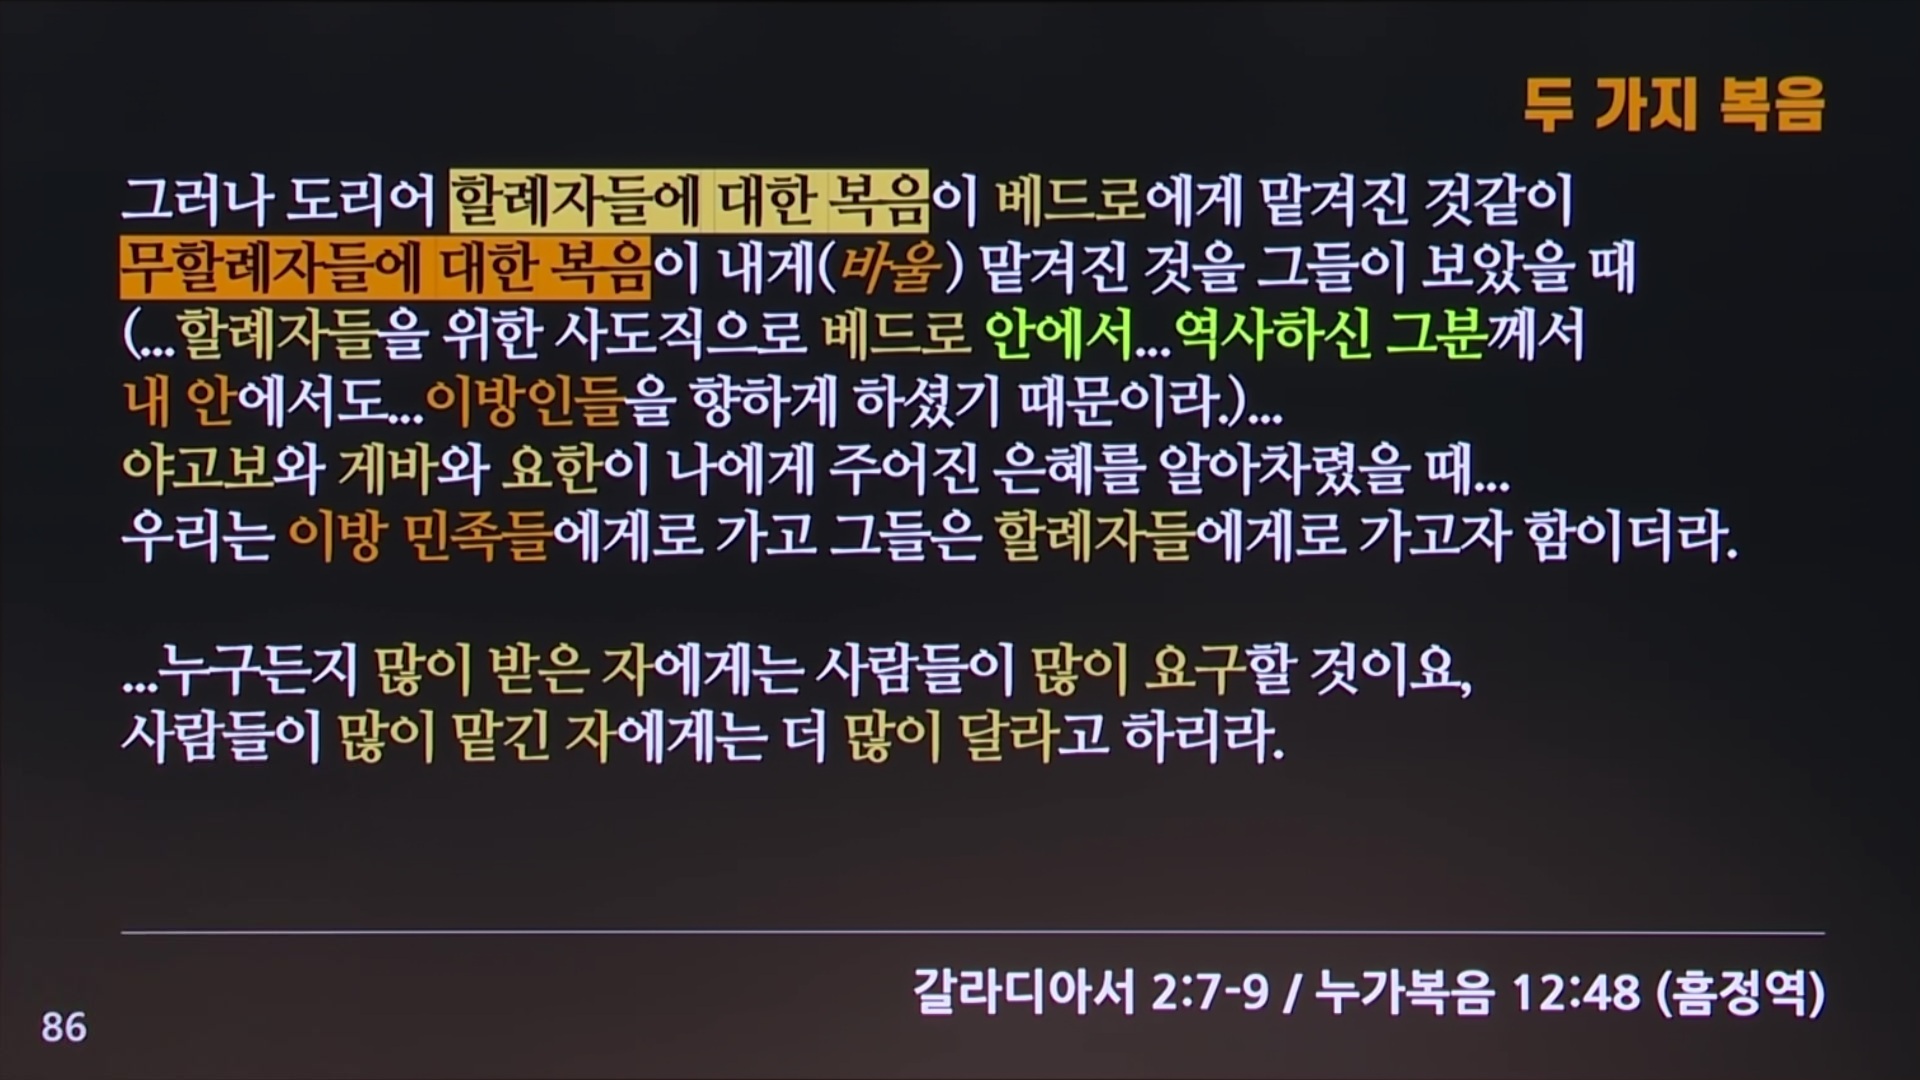 두 가지 복음
그러나 도리어 할례자들에 대한 복음이 베드로에게 맡겨진 것같이
무할례자들에 대한 복음이 내게(바울) 맡겨진 것을 그들이 보았을 때
(...할례자들을 위한 사도직으로 베드로 안에서...역사하신 그분께서
내 안에서도...이방인들을 향하게 하셨기 때문이라.)...
야고보와 게바와 요한이 나에게 주어진 은혜를 알아차렸을 때...
우리는 이방 민족들에게로 가고 그들은 할례자들에게로 가고자 함이더라.
...누구든지 많이 받은 자에게는 사람들이 많이 요구할 것이요,
사람들이 많이 맡긴 자에게는 더 많이 달라고 하리라.
갈라디아서 2:7-9 / 누가복음 12:48 (흠정역)
86